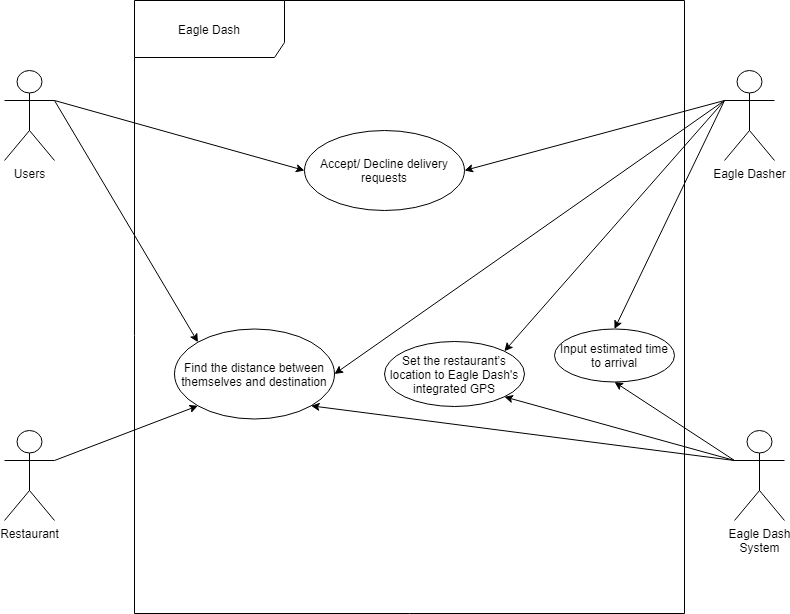 Eagle Dash
Users
Eagle Dasher
Accept/ Decline delivery
requests
Find the distance between
themselves and destination
Set the restaurant's
location to Eagle Dash's
integrated GPS
Input estimated time
to arrival
Restaurant
Eagle Dash
System